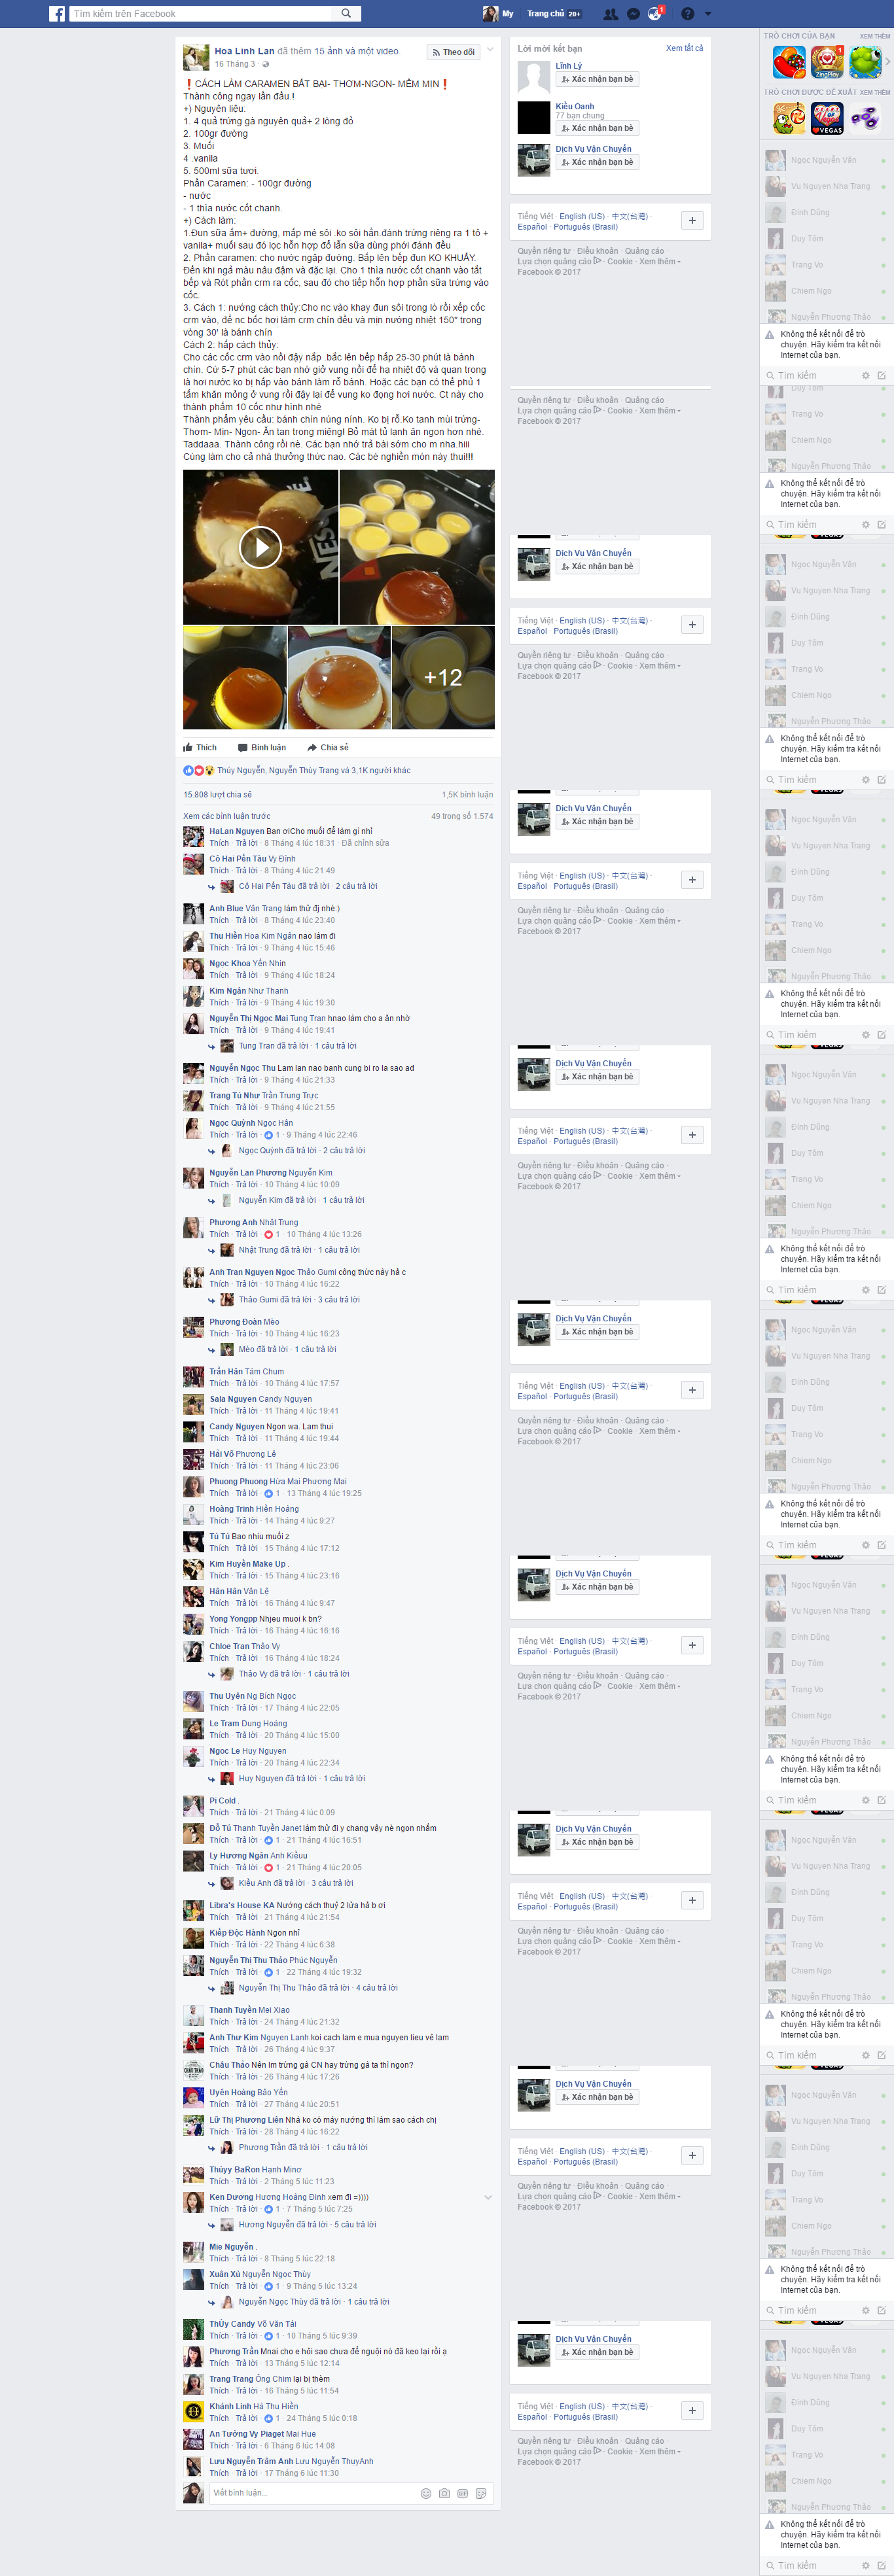 Tìm kiếm trên Facebook
My
Trang chủ 20+
1
Hoa Linh Lan đã thêm 15 ảnh và một video.
16 Tháng 3 ·
Theo dõi
❗CÁCH LÀM CARAMEN BẤT BẠI- THƠM-NGON- MỀM MỊN❗
Thành công ngay lần đầu.!
+) Nguyên liệu:
1. 4 quả trứng gà nguyên quả+ 2 lòng đỏ
2. 100gr đường
3. Muối
4 .vanila
5. 500ml sữa tươi.
Phần Caramen: - 100gr đường
- nước
- 1 thìa nước cốt chanh.
+) Cách làm:
1.Đun sữa ấm+ đường, mấp mé sôi .ko sôi hẳn.đánh trứng riêng ra 1 tô +
vanila+ muối sau đó lọc hỗn hợp đổ lẫn sữa dùng phới đánh đều
2. Phần caramen: cho nước ngập đường. Bắp lên bếp đun KO KHUẤY.
Đến khi ngả màu nâu đậm và đặc lại. Cho 1 thìa nước cốt chanh vào tắt
bếp và Rót phần crm ra cốc, sau đó cho tiếp hỗn hợp phần sữa trứng vào
cốc.
3. Cách 1: nướng cách thủy:Cho nc vào khay đun sôi trong lò rồi xếp cốc
crm vào, để nc bốc hơi làm crm chín đều và mịn nướng nhiệt 150* trong
vòng 30' là bánh chín
Cách 2: hấp cách thủy:
Cho các cốc crm vào nồi đậy nắp .bắc lên bếp hấp 25-30 phút là bánh
chín. Cứ 5-7 phút các bạn nhớ giở vung nồi để hạ nhiệt độ và quan trọng
là hơi nước ko bị hấp vào bánh làm rỗ bánh. Hoặc các bạn có thể phủ 1
tấm khăn mỏng ở vung rồi đậy lại để vung ko đọng hơi nước. Ct này cho
thành phẩm 10 cốc như hình nhé
Thành phẩm yêu cầu: bánh chín núng nính. Ko bị rỗ.Ko tanh mùi trứng-
Thơm- Mịn- Ngon- Ăn tan trong miệng! Bỏ mát tủ lạnh ăn ngon hơn nhé.
Taddaaa. Thành công rồi nè. Các bạn nhớ trả bài sớm cho m nha.hiii
Cùng làm cho cả nhà thưởng thức nao. Các bé nghiền món này thui!!!
+12
Thích
Bình luận
Chia sẻ
Thúy Nguyễn, Nguyễn Thùy Trang và 3,1K người khác
15.808 lượt chia sẻ
1,5K bình luận
Xem các bình luận trước
49 trong số 1.574
HaLan Nguyen Bạn ơiCho muối để làm gì nhỉ
Thích · Trả lời · 8 Tháng 4 lúc 18:31 · Đã chỉnh sửa
Cô Hai Pến Tàu Vy Đinh
Thích · Trả lời · 8 Tháng 4 lúc 21:49
Cô Hai Pến Tàu đã trả lời · 2 câu trả lời
Anh Blue Vân Trang làm thử đj nhé:)
Thích · Trả lời · 8 Tháng 4 lúc 23:40
Thu Hiền Hoa Kim Ngân nao làm đi
Thích · Trả lời · 9 Tháng 4 lúc 15:46
Ngọc Khoa Yến Nhin
Thích · Trả lời · 9 Tháng 4 lúc 18:24
Kim Ngân Như Thanh
Thích · Trả lời · 9 Tháng 4 lúc 19:30
Nguyễn Thị Ngọc Mai Tung Tran hnao làm cho a ăn nhờ
Thích · Trả lời · 9 Tháng 4 lúc 19:41
Tung Tran đã trả lời · 1 câu trả lời
Nguyễn Ngọc Thu Lam lan nao banh cung bi ro la sao ad
Thích · Trả lời · 9 Tháng 4 lúc 21:33
Trang Tú Như Trần Trung Trực
Thích · Trả lời · 9 Tháng 4 lúc 21:55
Ngọc Quỳnh Ngọc Hân
Thích · Trả lời · 1 · 9 Tháng 4 lúc 22:46
Ngọc Quỳnh đã trả lời · 2 câu trả lời
Nguyễn Lan Phương Nguyễn Kim
Thích · Trả lời · 10 Tháng 4 lúc 10:09
Nguyễn Kim đã trả lời · 1 câu trả lời
Phương Anh Nhật Trung
Thích · Trả lời · 1 · 10 Tháng 4 lúc 13:26
Nhật Trung đã trả lời · 1 câu trả lời
Anh Tran Nguyen Ngoc Thảo Gumi công thức này hả c
Thích · Trả lời · 10 Tháng 4 lúc 16:22
Thảo Gumi đã trả lời · 3 câu trả lời
Phương Đoàn Mèo
Thích · Trả lời · 10 Tháng 4 lúc 16:23
Mèo đã trả lời · 1 câu trả lời
Trần Hân Tám Chum
Thích · Trả lời · 10 Tháng 4 lúc 17:57
Sala Nguyen Candy Nguyen
Thích · Trả lời · 11 Tháng 4 lúc 19:41
Candy Nguyen Ngon wa. Lam thui
Thích · Trả lời · 11 Tháng 4 lúc 19:44
Hải Võ Phương Lê
Thích · Trả lời · 11 Tháng 4 lúc 23:06
Phuong Phuong Hứa Mai Phương Mai
Thích · Trả lời · 1 · 13 Tháng 4 lúc 19:25
Hoàng Trinh Hiền Hoàng
Thích · Trả lời · 14 Tháng 4 lúc 9:27
Tú Tú Bao nhiu muối z
Thích · Trả lời · 15 Tháng 4 lúc 17:12
Kim Huyền Make Up .
Thích · Trả lời · 15 Tháng 4 lúc 23:16
Hân Hân Văn Lệ
Thích · Trả lời · 16 Tháng 4 lúc 9:47
Yong Yongpp Nhjeu muoi k bn?
Thích · Trả lời · 16 Tháng 4 lúc 16:16
Chloe Tran Thảo Vy
Thích · Trả lời · 16 Tháng 4 lúc 18:24
Thảo Vy đã trả lời · 1 câu trả lời
Thu Uyên Ng Bích Ngọc
Thích · Trả lời · 17 Tháng 4 lúc 22:05
Le Tram Dung Hoàng
Thích · Trả lời · 20 Tháng 4 lúc 15:00
Ngoc Le Huy Nguyen
Thích · Trả lời · 20 Tháng 4 lúc 22:34
Huy Nguyen đã trả lời · 1 câu trả lời
Pi Cold .
Thích · Trả lời · 21 Tháng 4 lúc 0:09
Đỗ Tú Thanh Tuyền Janet làm thử đi y chang vậy nè ngon nhắm
Thích · Trả lời · 1 · 21 Tháng 4 lúc 16:51
Ly Hương Ngân Anh Kiềuu
Thích · Trả lời · 1 · 21 Tháng 4 lúc 20:05
Kiều Anh đã trả lời · 3 câu trả lời
Libra's House KA Nướng cách thuỷ 2 lửa hả b ơi
Thích · Trả lời · 21 Tháng 4 lúc 21:54
Kiếp Độc Hành Ngon nhỉ
Thích · Trả lời · 22 Tháng 4 lúc 6:38
Nguyễn Thị Thu Thảo Phúc Nguyễn
Thích · Trả lời · 1 · 22 Tháng 4 lúc 19:32
Nguyễn Thị Thu Thảo đã trả lời · 4 câu trả lời
Thanh Tuyền Mei Xiao
Thích · Trả lời · 24 Tháng 4 lúc 21:32
Anh Thư Kim Nguyen Lanh koi cach lam e mua nguyen lieu vê lam
Thích · Trả lời · 26 Tháng 4 lúc 9:37
Châu Thảo Nên lm trứng gà CN hay trứng gà ta thì ngon?
Thích · Trả lời · 26 Tháng 4 lúc 17:26
Uyên Hoàng Bảo Yến
Thích · Trả lời · 27 Tháng 4 lúc 20:51
Lữ Thị Phương Liên Nhà ko có máy nướng thì làm sao cách chị
Thích · Trả lời · 28 Tháng 4 lúc 16:22
Phương Trần đã trả lời · 1 câu trả lời
Thúyy BaRon Hạnh Mino
Thích · Trả lời · 2 Tháng 5 lúc 11:23
Ken Dương Hương Hoàng Đinh xem đi =))))
Thích · Trả lời · 1 · 7 Tháng 5 lúc 7:25
Hương Nguyễn đã trả lời · 5 câu trả lời
Mie Nguyễn .
Thích · Trả lời · 8 Tháng 5 lúc 22:18
Xuân Xù Nguyễn Ngọc Thùy
Thích · Trả lời · 1 · 9 Tháng 5 lúc 13:24
Nguyễn Ngọc Thùy đã trả lời · 1 câu trả lời
ThỦy Candy Võ Văn Tài
Thích · Trả lời · 1 · 10 Tháng 5 lúc 9:39
Phương Trần Mnai cho e hỏi sao chưa để nguội nó đã keo lại rồi ạ
Thích · Trả lời · 13 Tháng 5 lúc 12:14
Trang Trang Ông Chim lại bị thèm
Thích · Trả lời · 16 Tháng 5 lúc 11:54
Khánh Linh Hà Thu Hiền
Thích · Trả lời · 1 · 24 Tháng 5 lúc 0:18
An Tướng Vy Piaget Mai Hue
Thích · Trả lời · 6 Tháng 6 lúc 14:08
Lưu Nguyễn Trâm Anh Lưu Nguyễn ThụyAnh
Thích · Trả lời · 17 Tháng 6 lúc 11:30
Viết bình luận...
Lời mời kết bạn
Xem tất cả
Lĩnh Lý
Xác nhận bạn bè
Kiều Oanh
77 bạn chung
Xác nhận bạn bè
Dịch Vụ Vận Chuyển
Xác nhận bạn bè
Tiếng Việt · English (US) · 中文(台灣) ·
Español · Português (Brasil)
Quyền riêng tư · Điều khoản · Quảng cáo ·
Lựa chọn quảng cáo · Cookie · Xem thêm
Facebook © 2017
TRÒ CHƠI CỦA BẠN
XEM THÊM
TRÒ CHƠI ĐƯỢC ĐỀ XUẤT
XEM THÊM
Ngọc Nguyễn Văn
Vu Nguyen Nha Trang
Đình Dũng
Duy Tôm
Trang Vo
Chiem Ngo
Nguyễn Phương Thảo
Không thể kết nối để trò
chuyện. Hãy kiểm tra kết nối
Internet của bạn.
Tìm kiếm